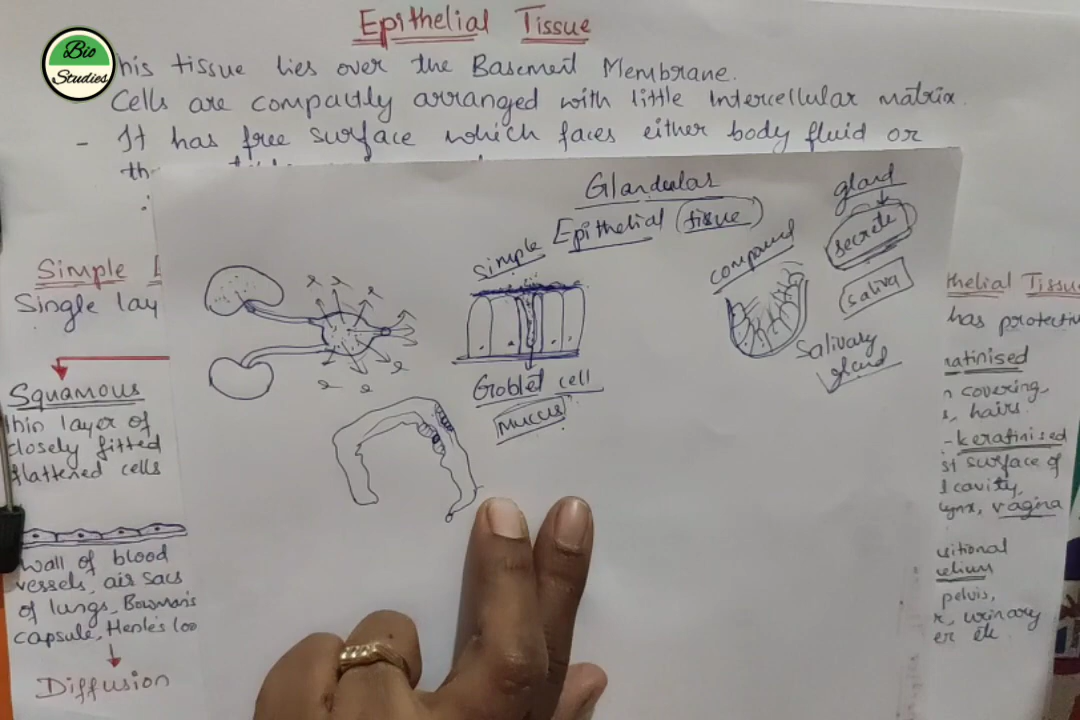 Epithelial Tissue
Bio
Studies
his tissue lies over the Basement Membrane.
Cells are compactly arranged with little Intercellular matrix.
- It has free surface which faces either body fluid or
Glandular
Epithelial tissue
gland
secrete
saliva
simple
compound
Salivary
gland
Goblet cell
Mucus
Simple
Single lay
Squamous
thin layer of
closely fitted
flattened cells
wall of blood
vessels, air sacs
of lungs, Bowman's
capsule, Henle's loo
Diffusion
thelial Tissue
has protectiv
atinised
covering,
s, hairs.
- keratinised
st surface of
cavity,
ynx, vagina
sitional
elium
pelvis,
r, urinary
er etc